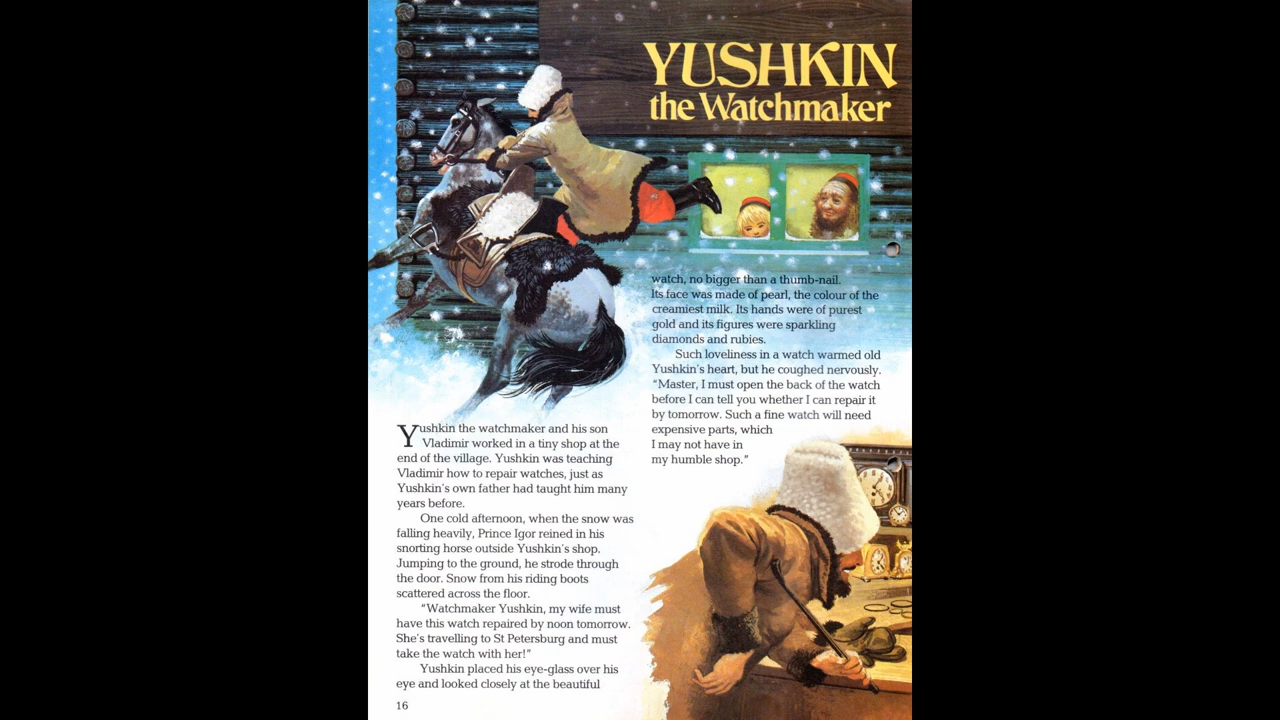 YUSHKIN
the Watchmaker
Yushkin the watchmaker and his son
Vladimir worked in a tiny shop at the
end of the village. Yushkin was teaching
Vladimir how to repair watches, just as
Yushkin's own father had taught him many
years before.
One cold afternoon, when the snow was
falling heavily, Prince Igor reined in his
snorting horse outside Yushkin's shop.
Jumping to the ground, he strode through
the door. Snow from his riding boots
scattered across the floor.
"Watchmaker Yushkin, my wife must
have this watch repaired by noon tomorrow.
She's travelling to St Petersburg and must
take the watch with her!"
Yushkin placed his eye-glass over his
eye and looked closely at the beautiful
watch, no bigger than a thumb-nail.
Its face was made of pearl, the colour of the
creamiest milk. Its hands were of purest
gold and its figures were sparkling
diamonds and rubies.
Such loveliness in a watch warmed old
Yushkin's heart, but he coughed nervously.
"Master, I must open the back of the watch
before I can tell you whether I can repair it
by tomorrow. Such a fine watch will need
expensive parts, which
I may not have in
my humble shop."
16